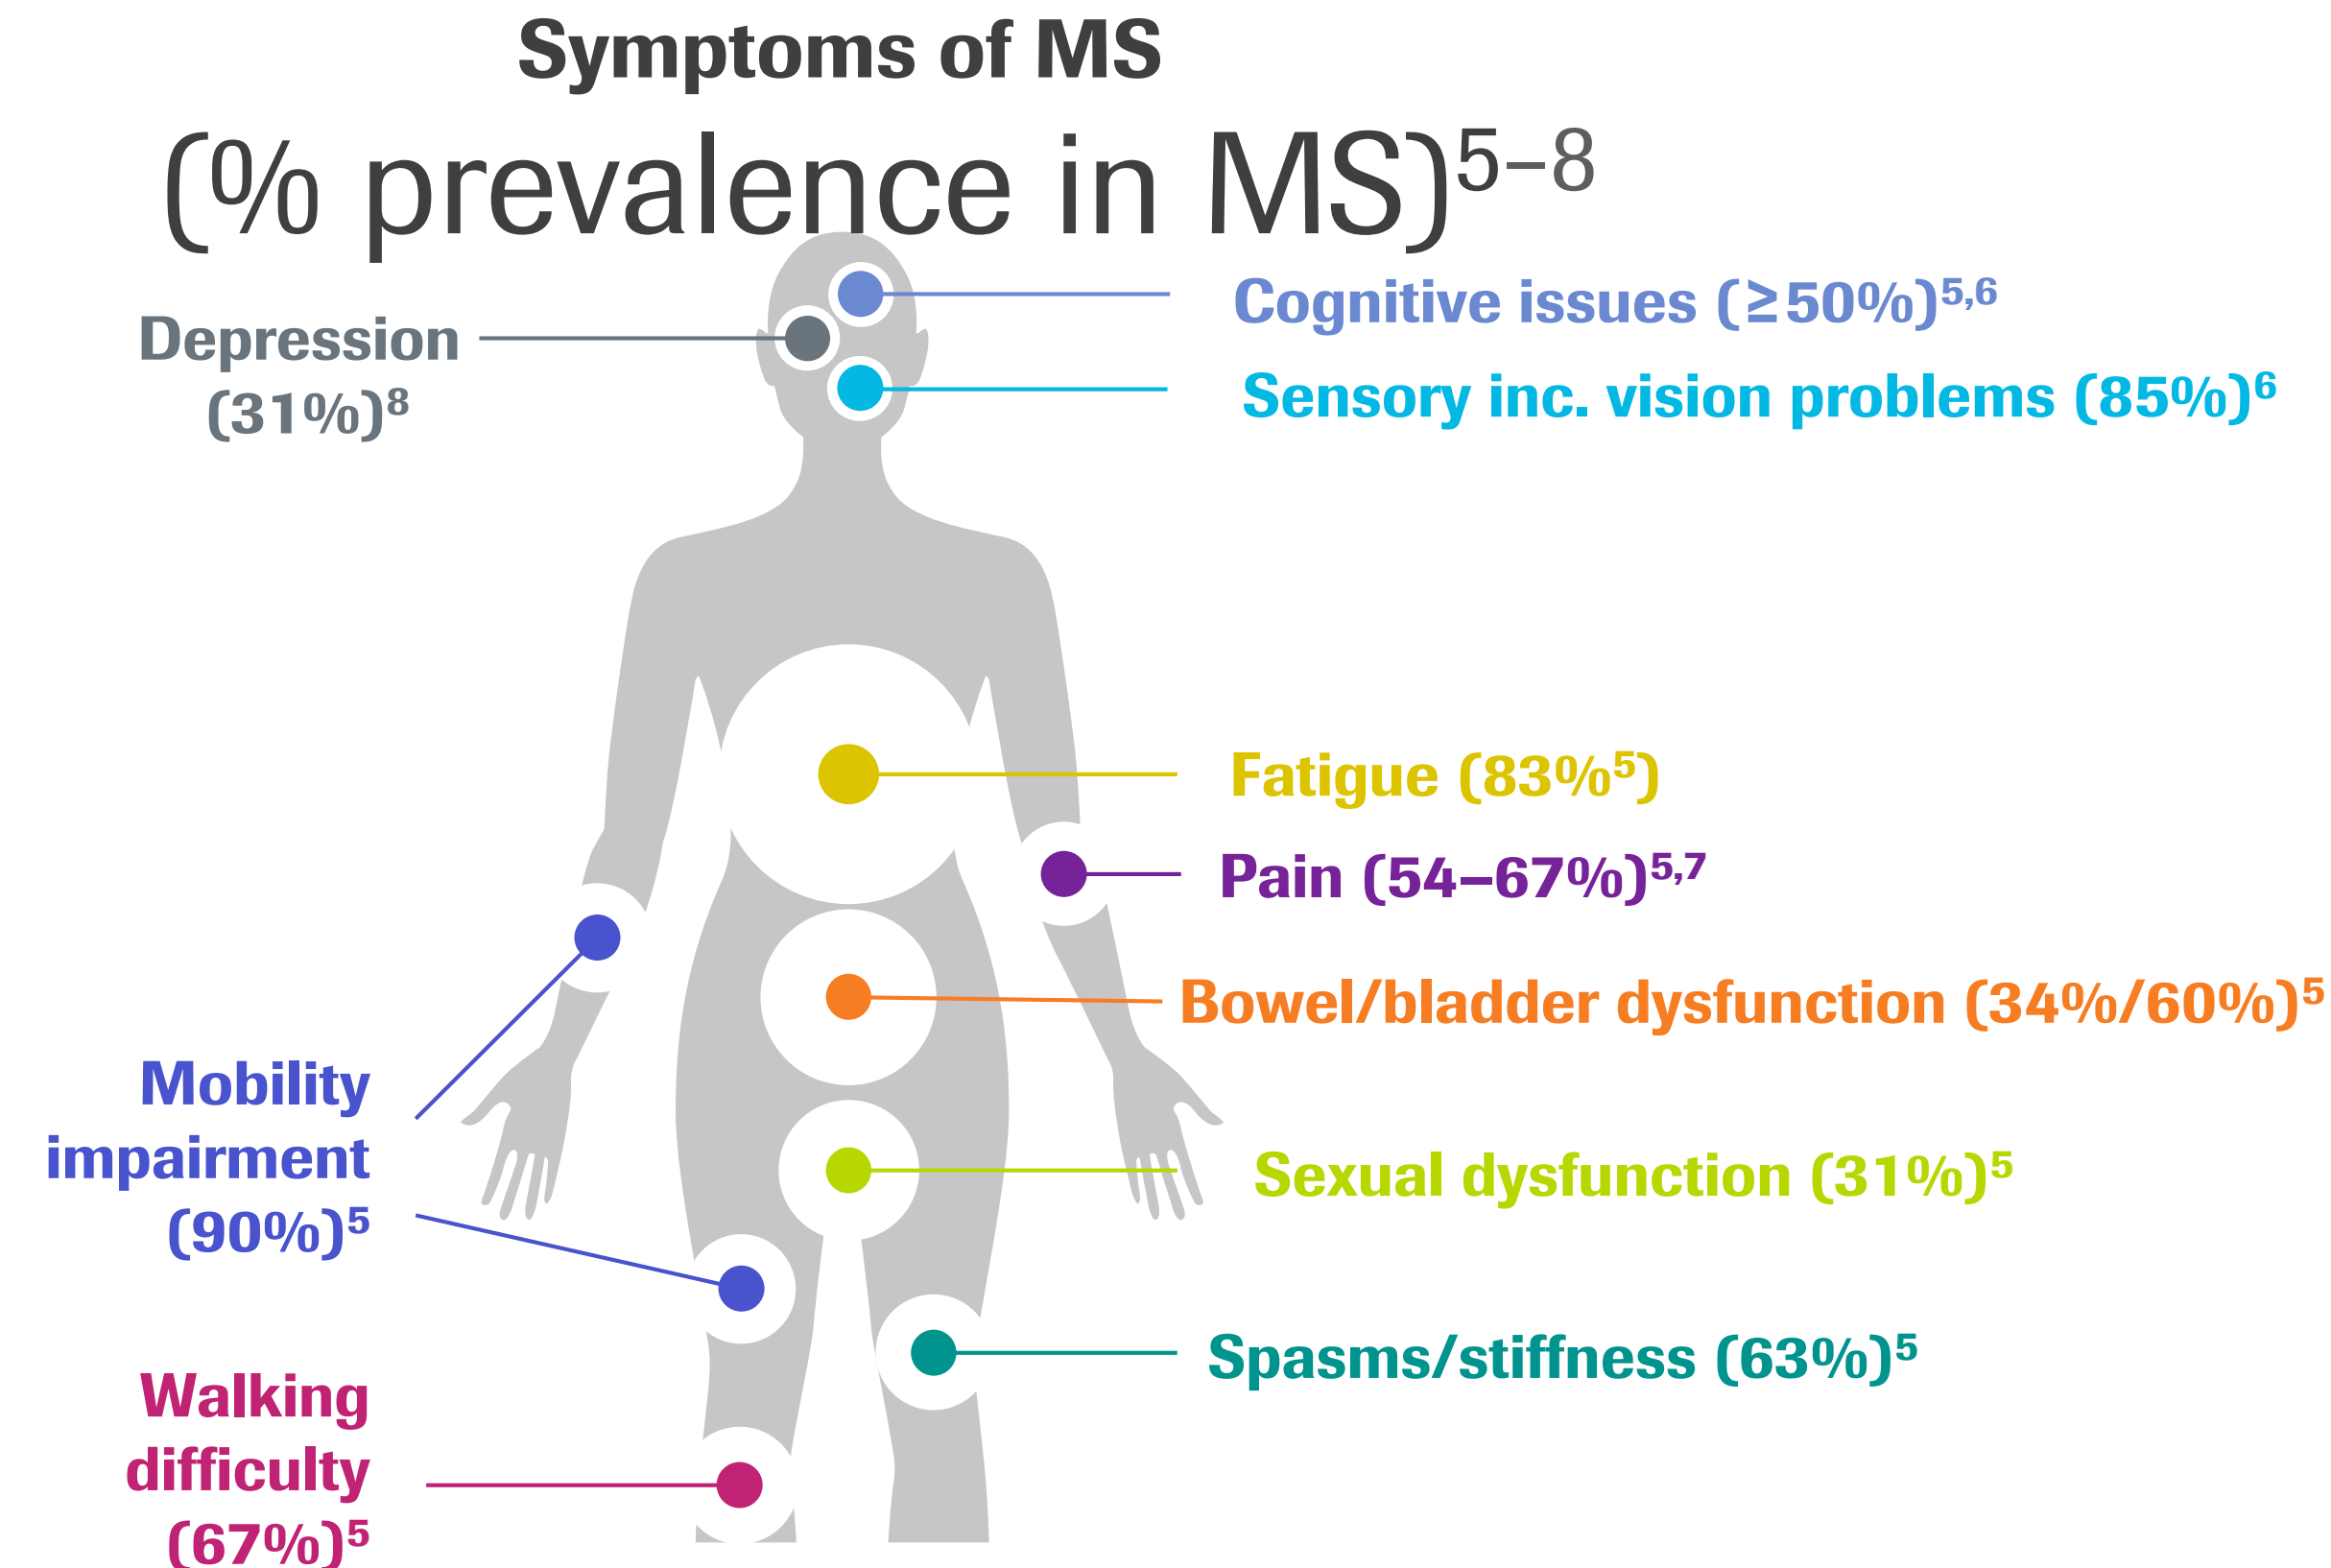 Symptoms of MS
(% prevalence in MS)5–8
Depression
(31%)8
Cognitive issues (≥50%)5,6
Sensory inc. vision problems (85%)6
Fatigue (83%5)
Pain (54–67%)5,7
Bowel/bladder dysfunction (34%/60%)5
Mobility
impairment
(90%)5
Sexual dysfunction (31%)5
Spasms/stiffness (63%)5
Walking
difficulty
(67%)5